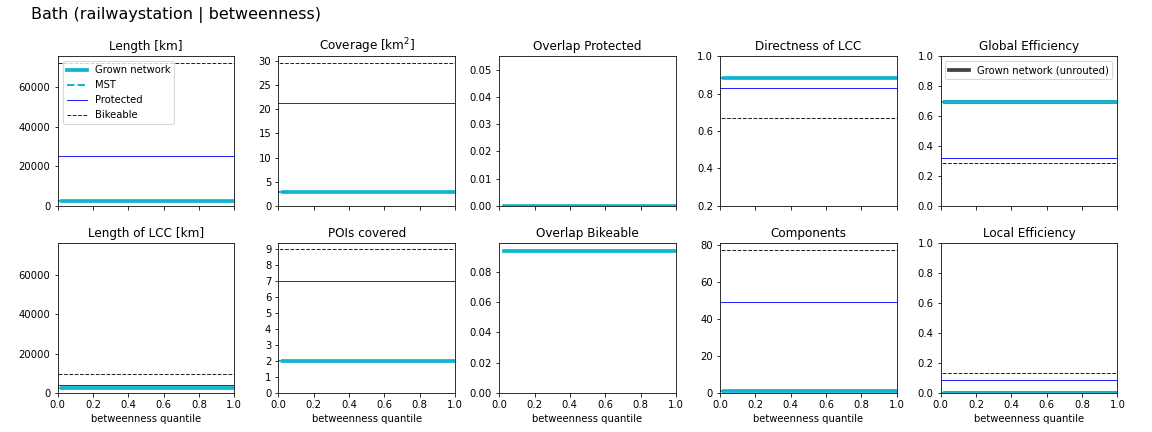 Bath (railwaystation | betweenness)
Length [km]
Coverage [km²]
Overlap Protected
Directness of LCC
Global Efficiency
Grown network
MST
Protected
Bikeable
Grown network (unrouted)
60000
40000
20000
0
30
25
20
15
10
5
0
0.05
0.04
0.03
0.02
0.01
0.00
1.0
0.8
0.6
0.4
0.2
1.0
0.8
0.6
0.4
0.2
0.0
Length of LCC [km]
POIs covered
Overlap Bikeable
Components
Local Efficiency
60000
40000
20000
0
9
8
7
6
5
4
3
2
1
0
0.08
0.06
0.04
0.02
0.00
80
60
40
20
0
1.0
0.8
0.6
0.4
0.2
0.0
0.0 0.2 0.4 0.6 0.8 1.0
0.0 0.2 0.4 0.6 0.8 1.0
0.0 0.2 0.4 0.6 0.8 1.0
0.0 0.2 0.4 0.6 0.8 1.0
0.0 0.2 0.4 0.6 0.8 1.0
betweenness quantile
betweenness quantile
betweenness quantile
betweenness quantile
betweenness quantile